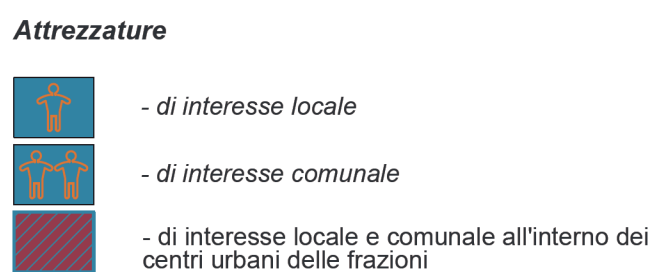 Attrezzature
- di interesse locale
- di interesse comunale
- di interesse locale e comunale all'interno dei
centri urbani delle frazioni